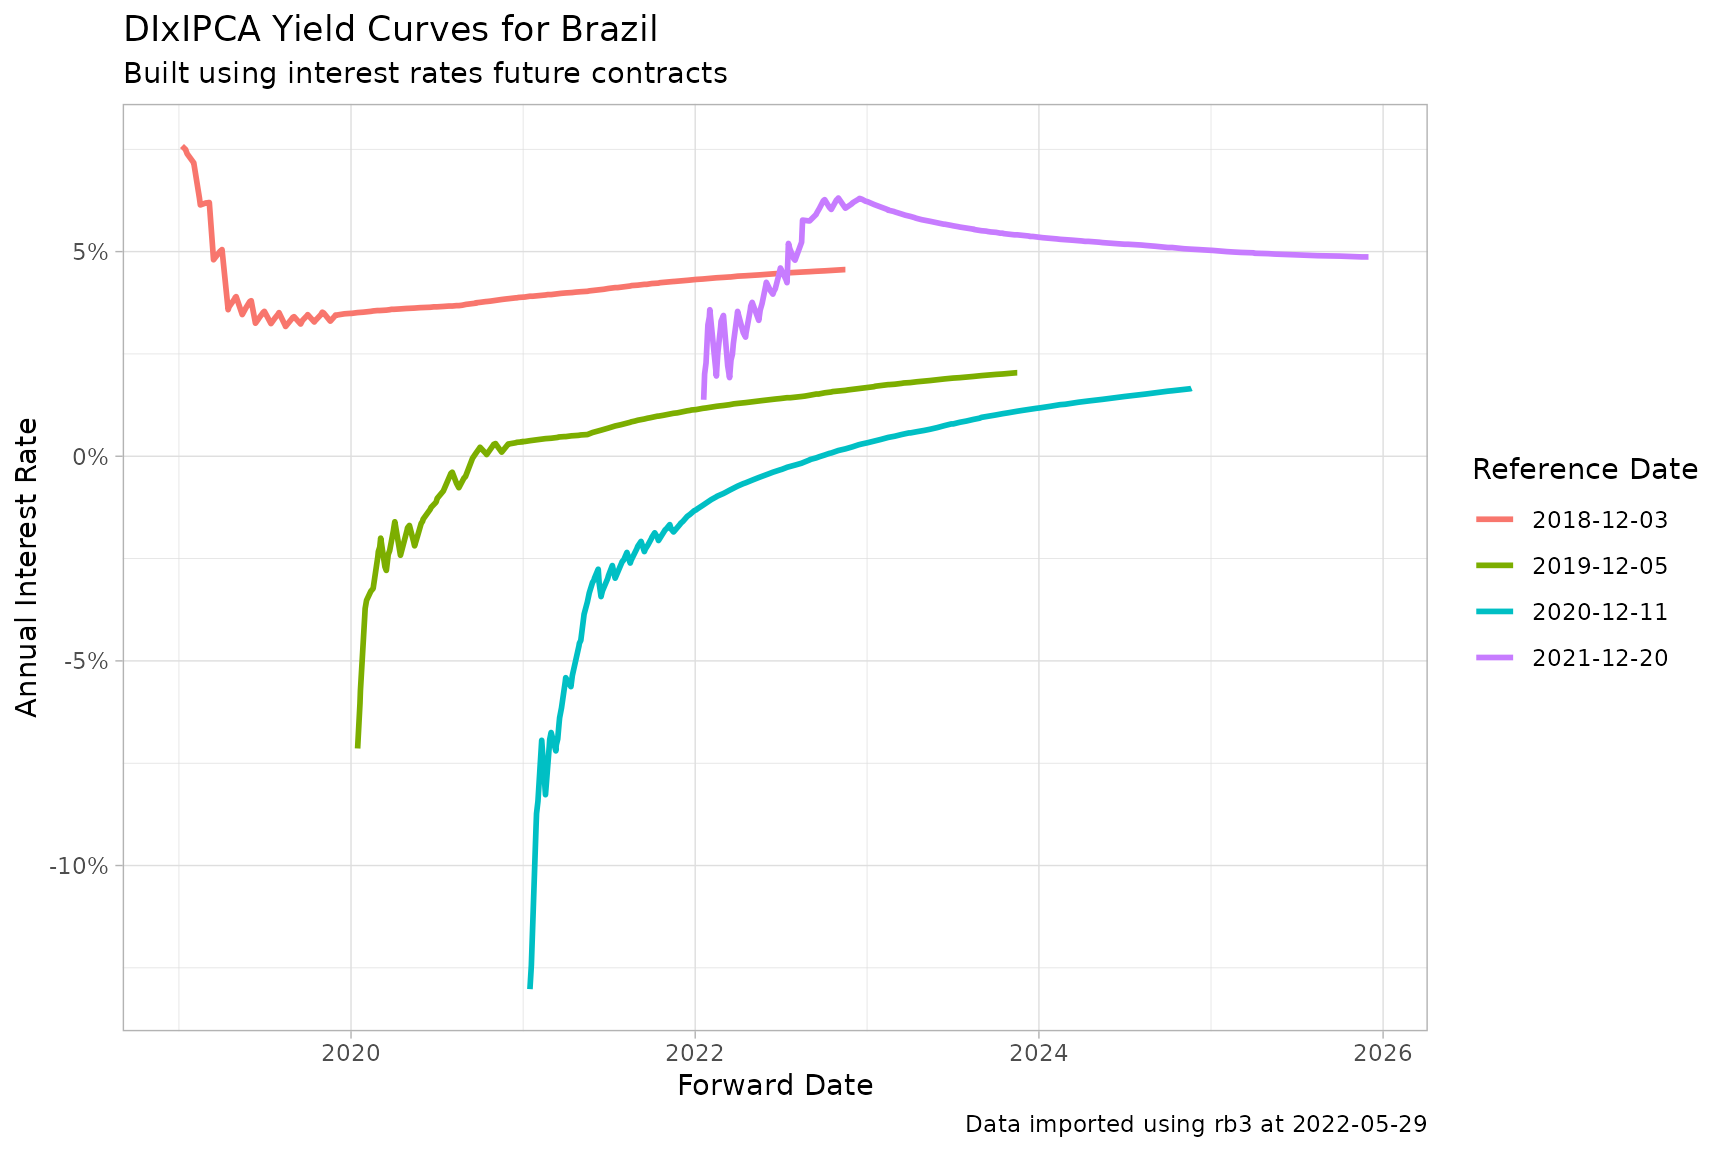 DIxIPCA Yield Curves for Brazil
Built using interest rates future contracts
Annual Interest Rate
5%
0%
-5%
-10%
2020
2022
2024
2026
Forward Date
Reference Date
2018-12-03
2019-12-05
2020-12-11
2021-12-20
Data imported using rb3 at 2022-05-29